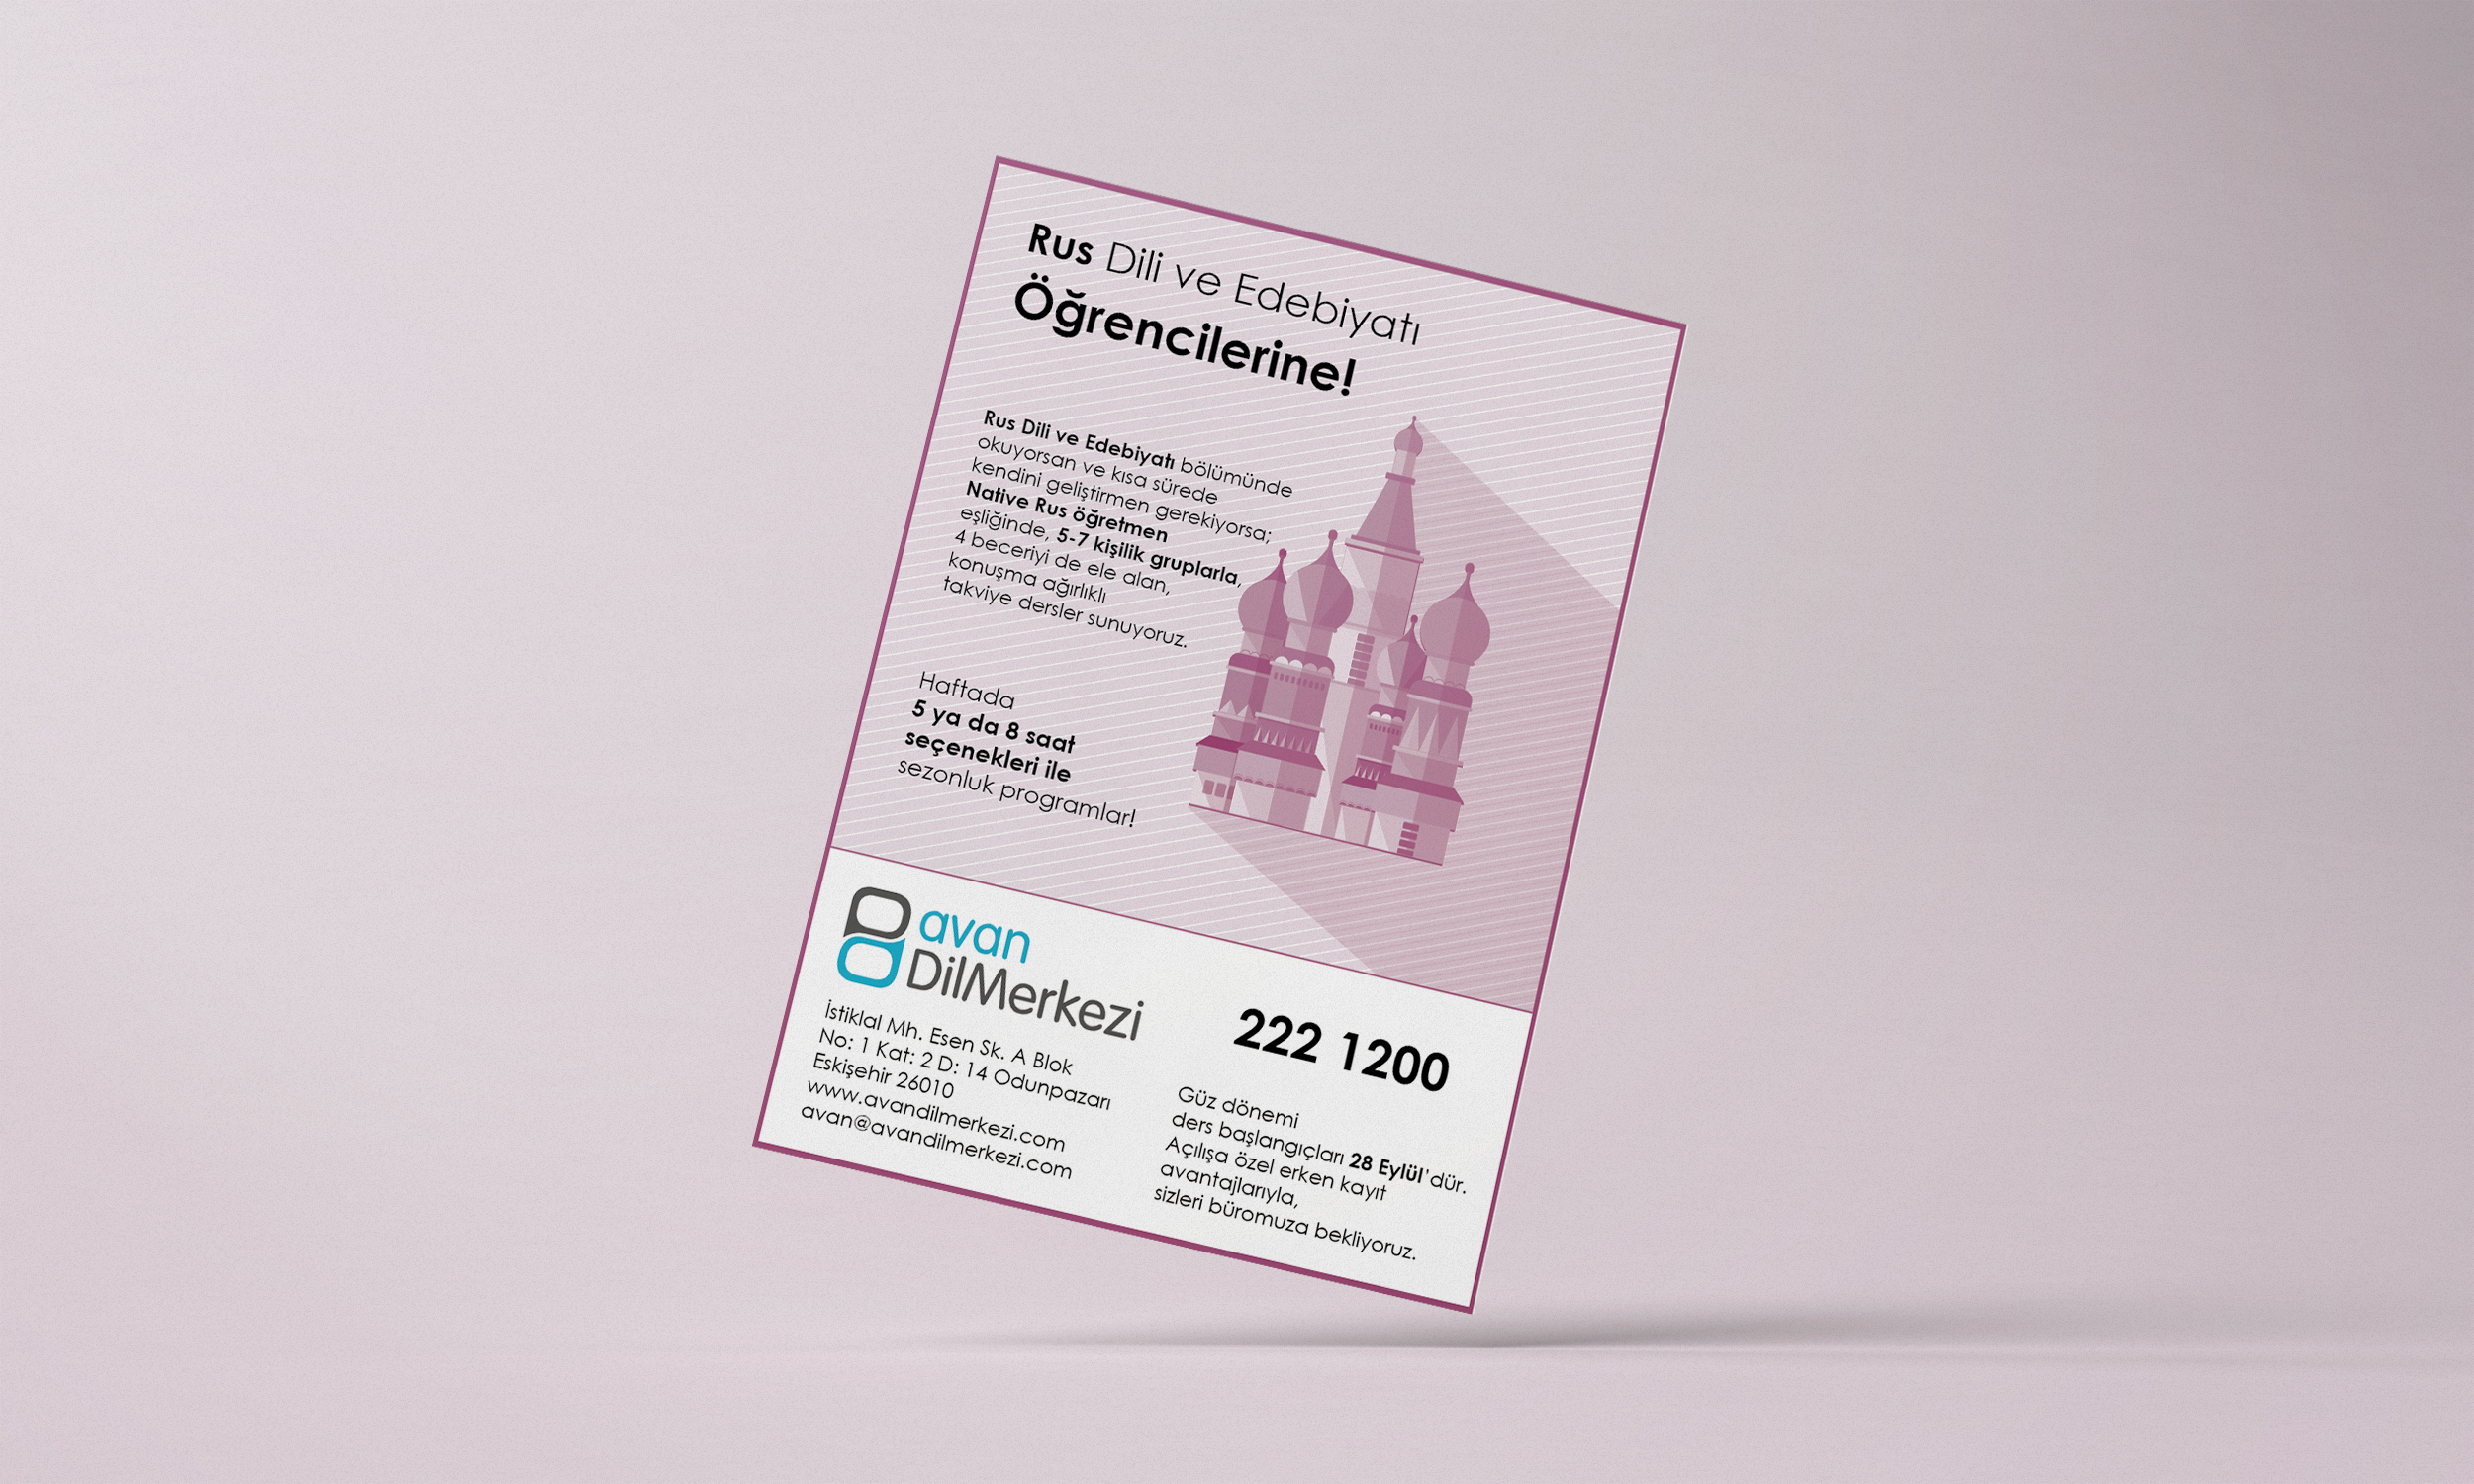 Rus Dili ve Edebiyatı
Öğrencilerine!
Rus Dili ve Edebiyatı bölümünde
okuyorsan ve kısa sürede
kendini geliştirmen gerekiyorsa;
Native Rus öğretmen
eşliğinde, 5-7 kişilik gruplarla,
4 beceriyi de ele alan,
konuşma ağırlıklı
takviye dersler sunuyoruz.
Haftada
5 ya da 8 saat
seçenekleri ile
sezonluk programlar!
avan
DilMerkezi
İstiklal Mh. Esen Sk. A Blok
No: 1 Kat: 2 D: 14 Odunpazarı
Eskişehir 26010
www.avandilmerkezi.com
avan@avandilmerkezi.com
222 1200
Güz dönemi
ders başlangıçları 28 Eylül'dür.
Açılışa özel erken kayıt
avantajlarıyla,
sizleri büromuza bekliyoruz.